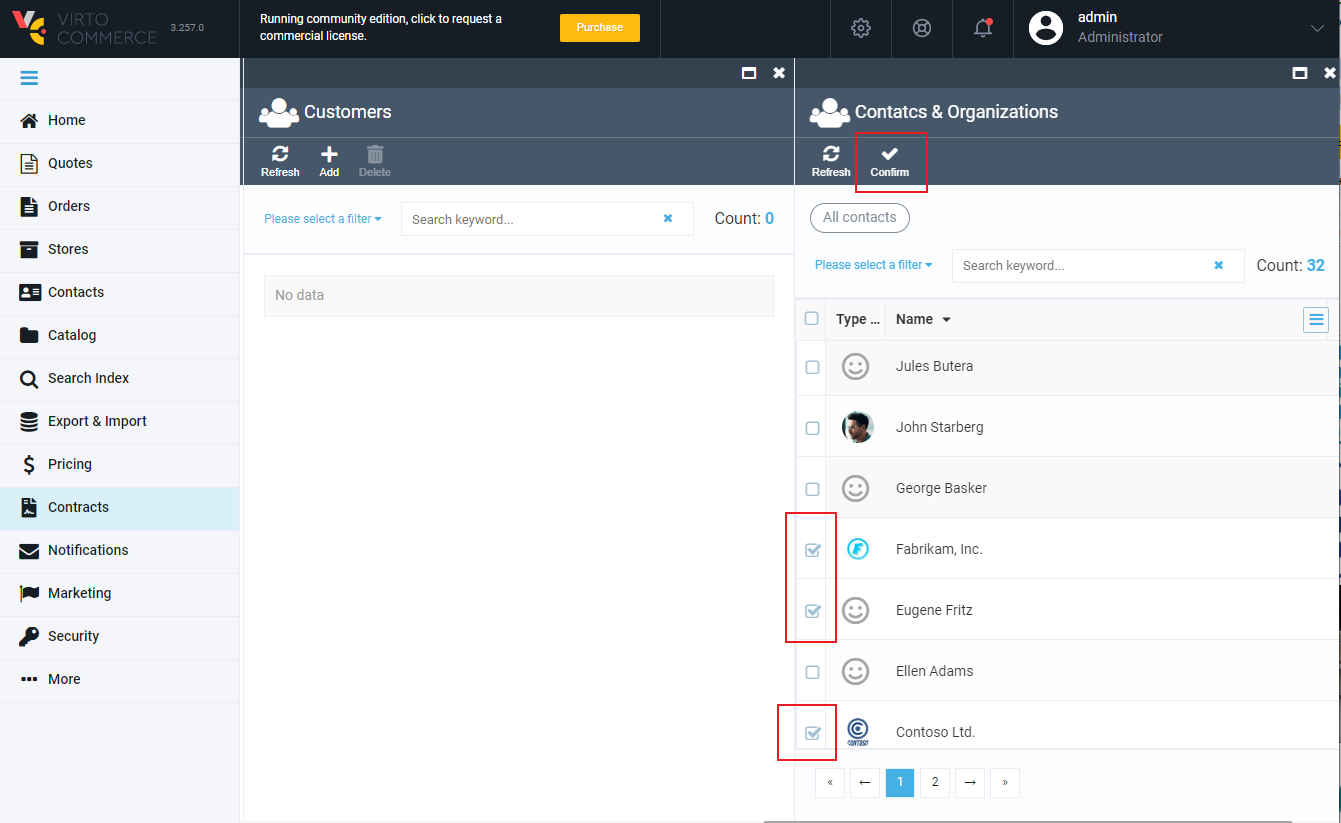 VIRTO
COMMERCE
3.257.0
Running community edition, click to request a
commercial license.
Purchase
admin
Administrator
Home
Quotes
Orders
Stores
Contacts
Catalog
Search Index
Export & Import
Pricing
Contracts
Notifications
Marketing
Security
More
Customers
Refresh
Add
Delete
Please select a filter
Search keyword...
Count: 0
No data
Contatcs & Organizations
Refresh
Confirm
All contacts
Please select a filter
Search keyword...
Count: 32
Type ...
Name
Jules Butera
John Starberg
George Basker
Fabrikam, Inc.
Eugene Fritz
Ellen Adams
CONTOSO
Contoso Ltd.
« ← 1 2 → »